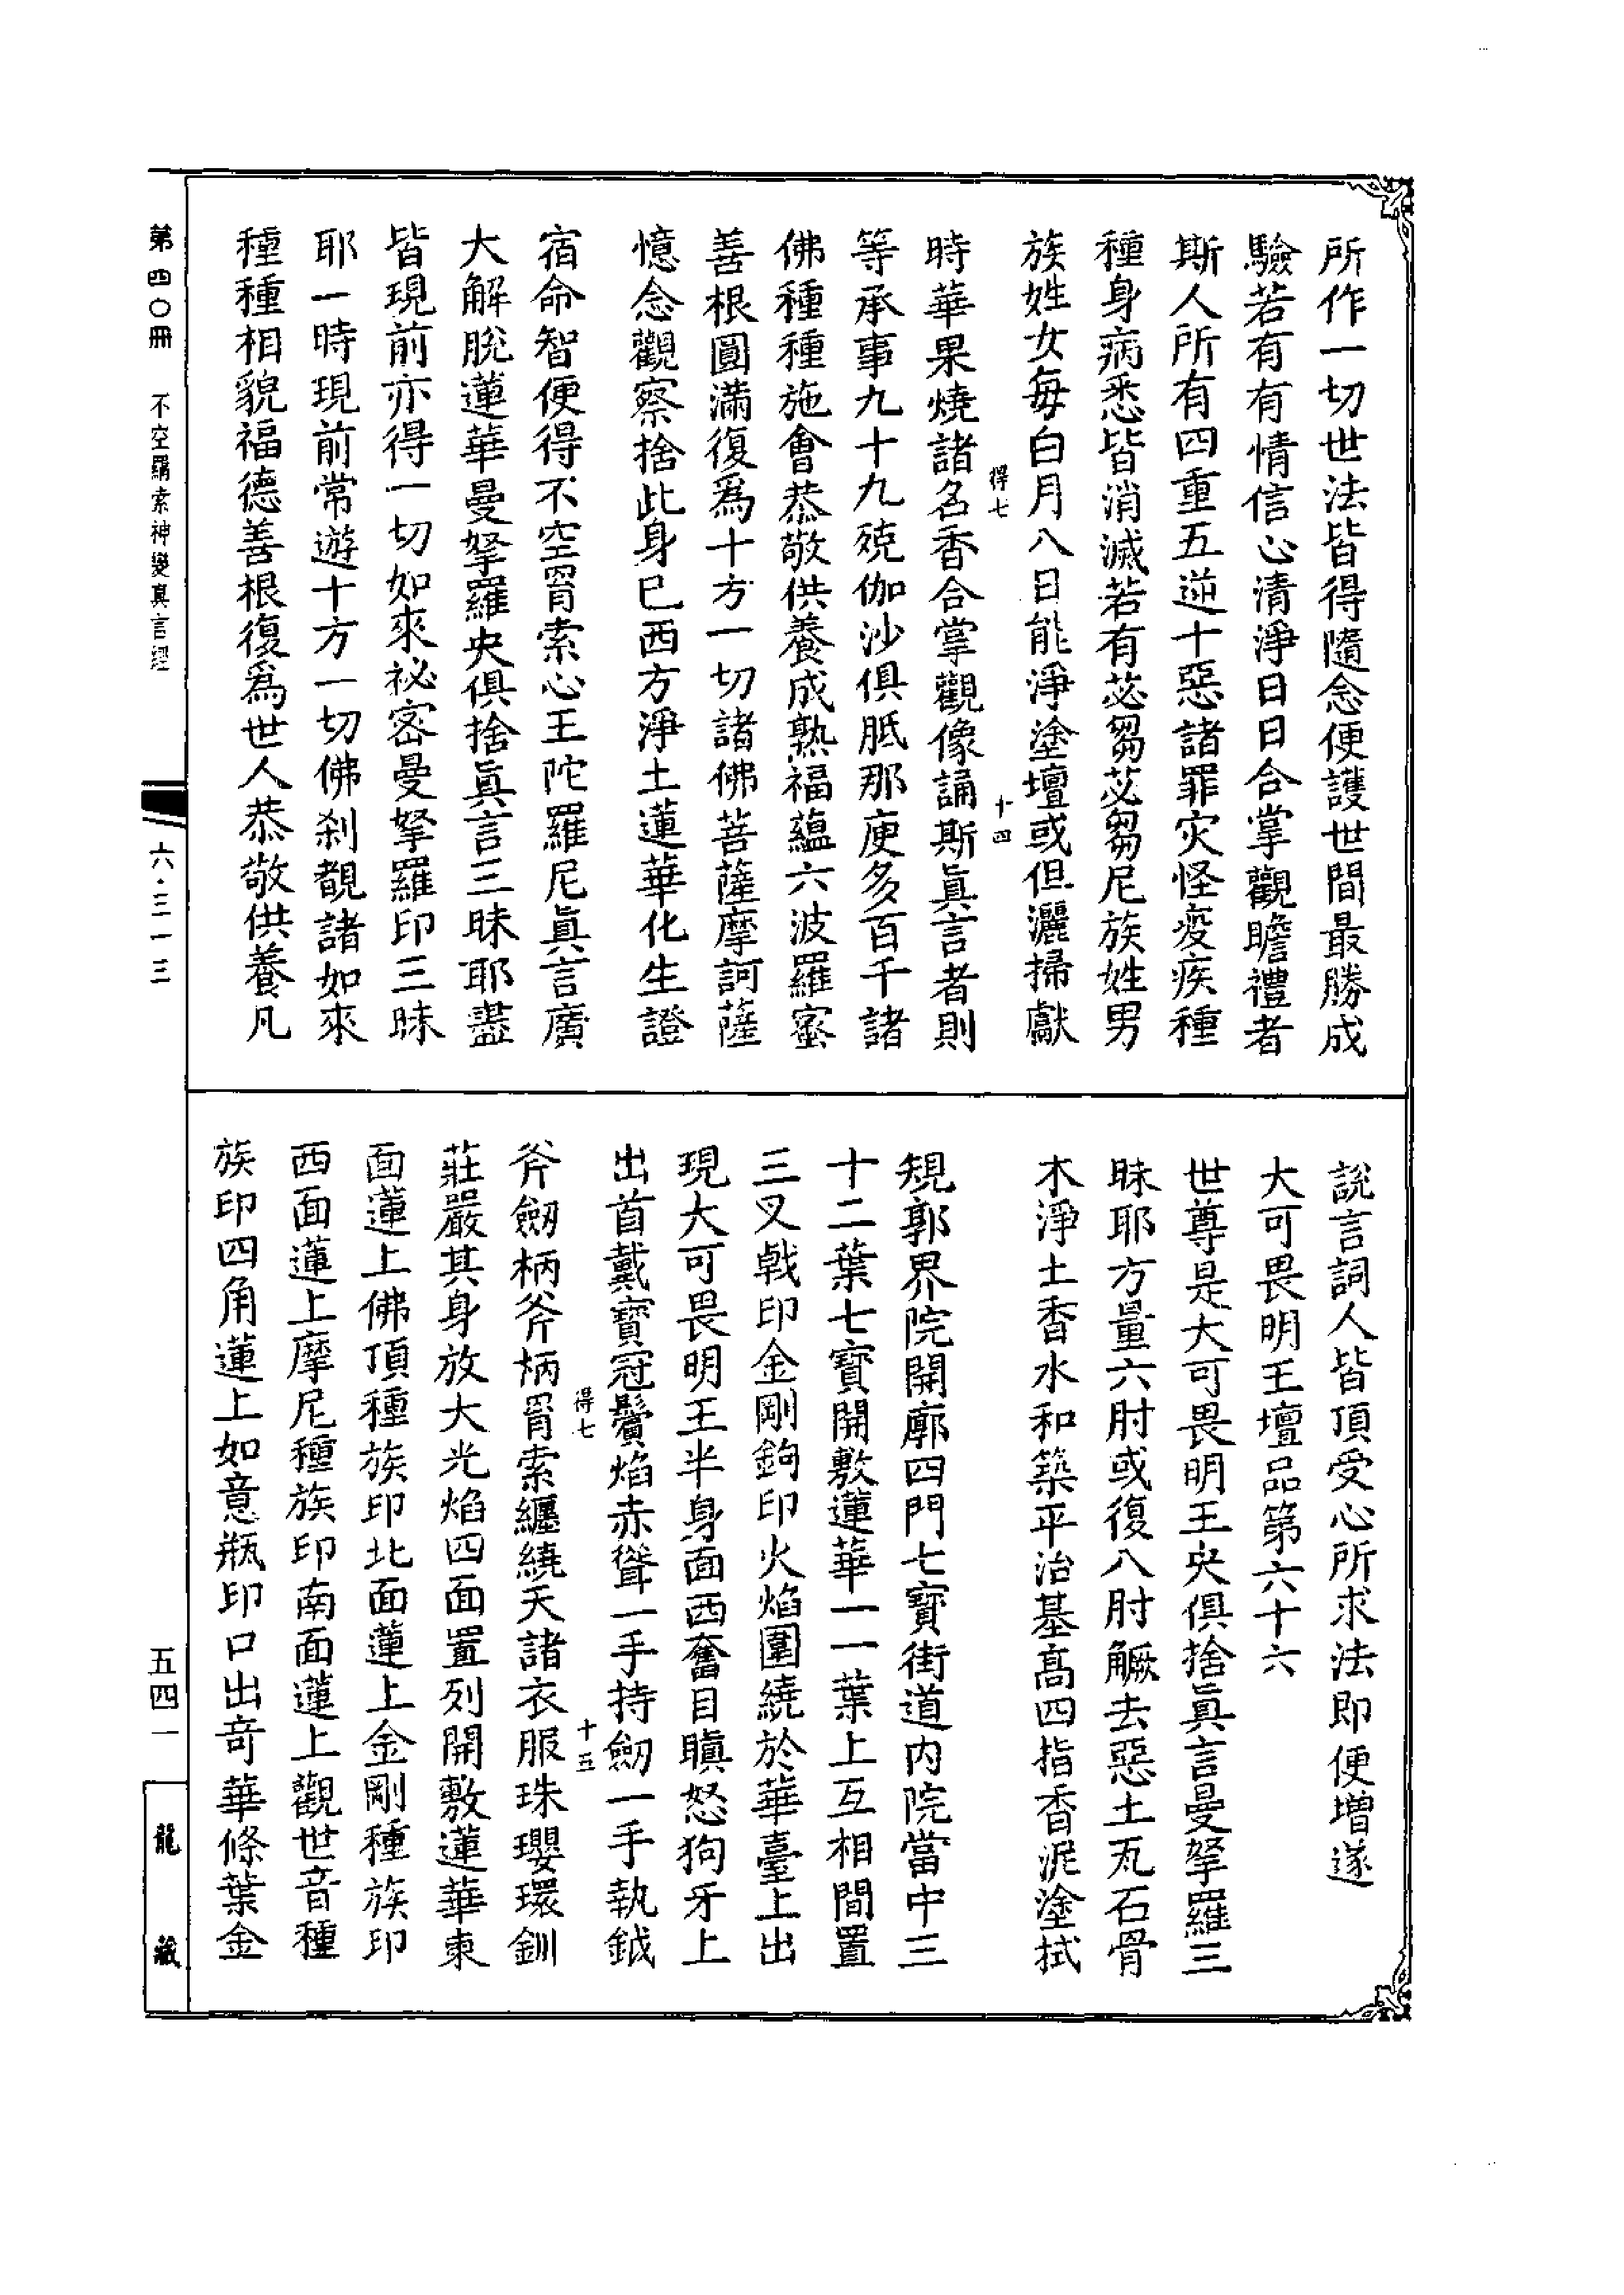 所作一切世法皆得隨念便護世間最勝成
驗若有有情信心清淨日日合掌觀瞻禮者
斯人所有四重五逆十惡諸罪灾怪疫疾種
種身病悉皆消滅若有苾芻苾芻尼族姓男
族姓女每白月八日能淨塗壇或但灑掃獻
得七
十四
時華果燒諸名香合掌觀像誦斯眞言者則
等承事九十九殑伽沙俱胝那庾多百千諸
佛種種施會恭敬供養成熟福蘊六波羅蜜
善根圓滿復爲十方一切諸佛菩薩摩訶薩
憶念觀察捨此身已西方淨土蓮華化生證
宿命智便得不空罥索心王陀羅尼眞言廣
大解脫蓮華曼拏羅央俱捨眞言三昧耶盡
皆現前亦得一切如來祕密曼拏羅印三昧
耶一時現前常遊十方一切佛刹覩諸如來
種種相貌福德善根復爲世人恭敬供養凡
說言詞人皆頂受心所求法即便增遂
大可畏明王壇品第六十六
世尊是大可畏明王央俱捨眞言曼拏羅三
昧耶方量六肘或復八肘䦆去惡土瓦石骨
木淨土香水和築平治基高四指香泥塗拭
規郭界院開廓四門七寶街道內院當中三
十二葉七寶開敷蓮華一一葉上互相間置
三叉戟印金剛鉤印火焰圍繞於華臺上出
現大可畏明王半身面西奮目瞋怒狗牙上
出首戴寶冠鬢焰赤聳一手持劒一手執鉞
得七
十五
斧劒柄斧柄罥索纏繞天諸衣服珠瓔環釧
莊嚴其身放大光焰四面置列開敷蓮華東
面蓮上佛頂種族印北面蓮上金剛種族印
西面蓮上摩尼種族印南面蓮上觀世音種
族印四角蓮上如意瓶印口出奇華條葉金
第四〇冊 不空羂索神變真言經
六·三一三
五四一
龍藏